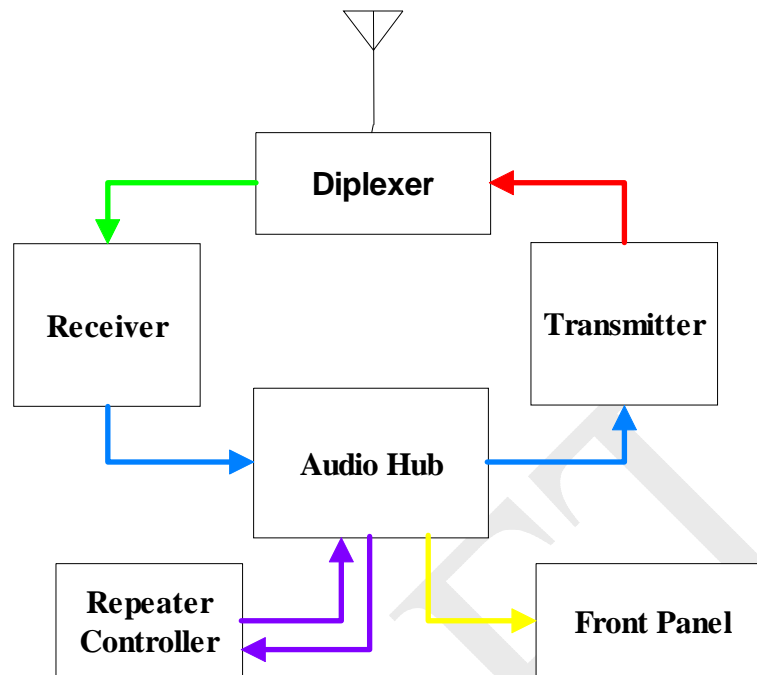 Diplexer
Receiver
Transmitter
Audio Hub
Repeater
Controller
Front Panel